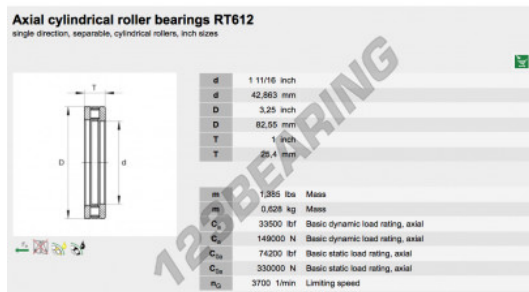 Axial cylindrical roller bearings RT612
single direction, separable, cylindrical rollers, inch sizes
T
D
d
d 1 11/16 inch
d 42,863 mm
D 3,25 inch
D 82,55 mm
T 1 inch
T 25,4 mm
m 1,385 lbs Mass
m 0,628 kg Mass
Ca 33500 lbf Basic dynamic load rating, axial
Ca 149000 N Basic dynamic load rating, axial
C0a 74200 lbf Basic static load rating, axial
C0a 330000 N Basic static load rating, axial
nG 3700 1/min Limiting speed
123BEARING